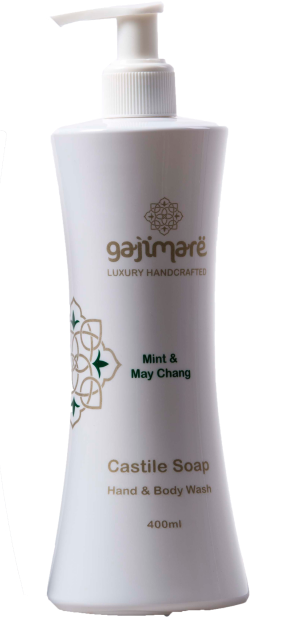 gajimarë
LUXURY HANDCRAFTED
Mint &
May Chang
Castile Soap
Hand & Body Wash
400ml